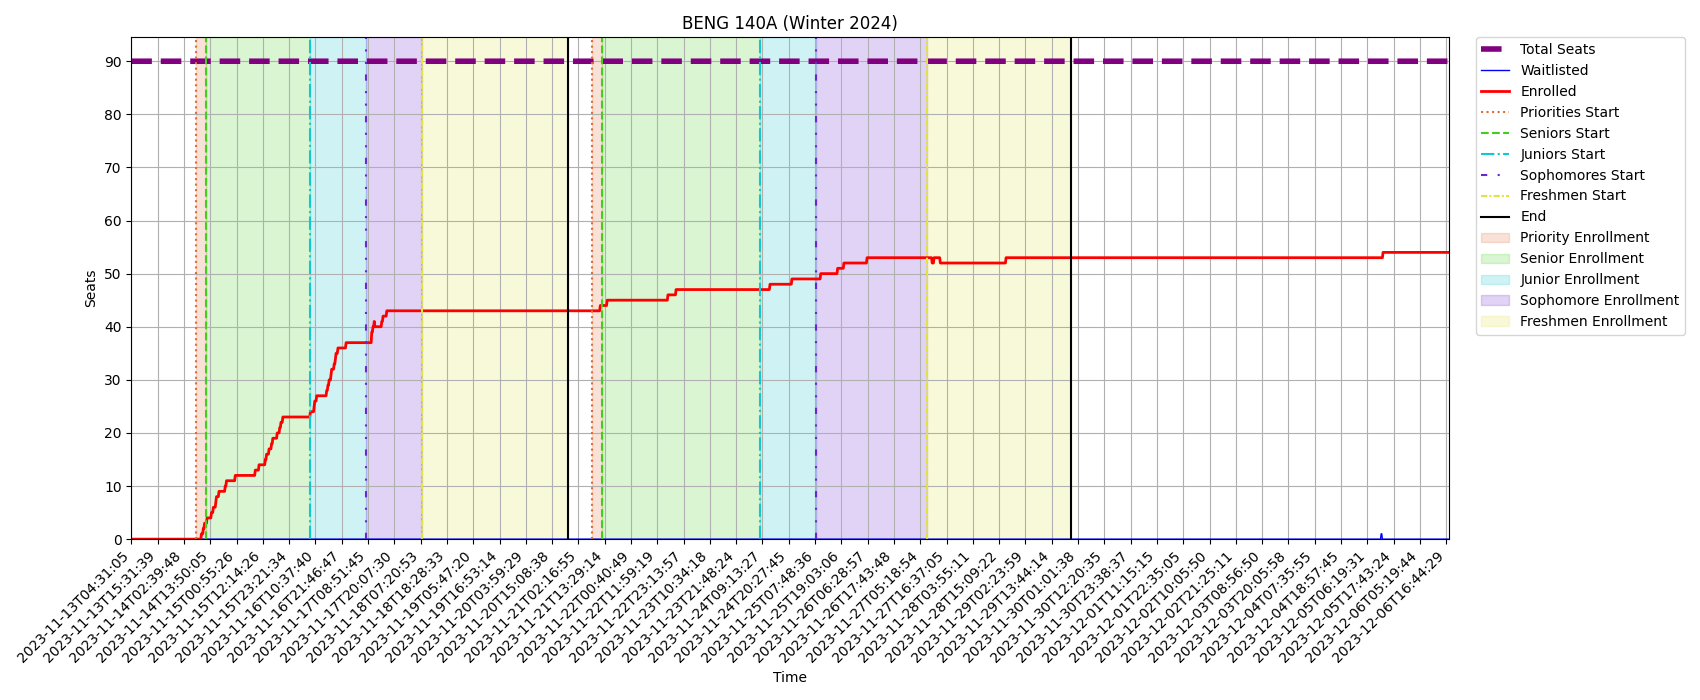 BENG 140A (Winter 2024)
Seats
90
80
70
60
50
40
30
20
10
0
2023-11-13T04:31:05
2023-11-13T15:31:39
2023-11-14T02:39:48
2023-11-14T13:50:05
2023-11-15T00:55:26
2023-11-15T12:14:26
2023-11-15T23:21:34
2023-11-16T10:37:40
2023-11-16T21:46:47
2023-11-17T08:51:45
2023-11-17T20:07:30
2023-11-18T07:20:53
2023-11-18T18:28:33
2023-11-19T05:47:20
2023-11-19T16:53:14
2023-11-20T03:59:29
2023-11-20T15:08:38
2023-11-21T02:16:55
2023-11-21T13:29:14
2023-11-22T00:40:49
2023-11-22T11:59:19
2023-11-22T23:13:57
2023-11-23T10:34:18
2023-11-23T21:48:24
2023-11-24T09:13:27
2023-11-24T20:27:45
2023-11-25T07:48:36
2023-11-25T19:03:06
2023-11-26T06:28:57
2023-11-26T17:43:48
2023-11-27T05:18:54
2023-11-27T16:37:05
2023-11-28T03:55:11
2023-11-28T15:09:22
2023-11-29T02:23:59
2023-11-29T13:44:14
2023-11-30T01:01:38
2023-11-30T12:20:35
2023-11-30T23:38:37
2023-12-01T11:15:15
2023-12-01T22:35:05
2023-12-02T10:05:50
2023-12-02T21:25:11
2023-12-03T08:56:50
2023-12-03T20:05:58
2023-12-04T07:35:55
2023-12-04T18:57:45
2023-12-05T06:19:31
2023-12-05T17:43:24
2023-12-06T05:19:44
2023-12-06T16:44:29
Time
Total Seats
Waitlisted
Enrolled
Priorities Start
Seniors Start
Juniors Start
Sophomores Start
Freshmen Start
End
Priority Enrollment
Senior Enrollment
Junior Enrollment
Sophomore Enrollment
Freshmen Enrollment